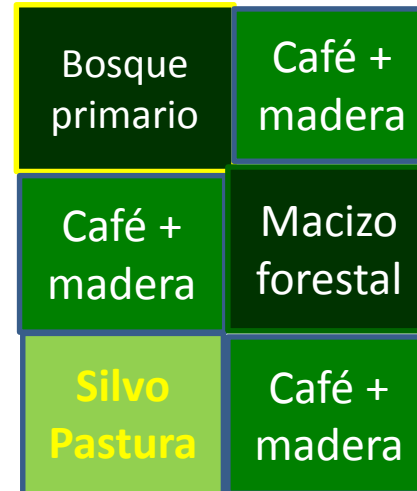 Bosque
primario
Café +
madera
Café +
madera
Macizo
forestal
Silvo
Pastura
Café +
madera